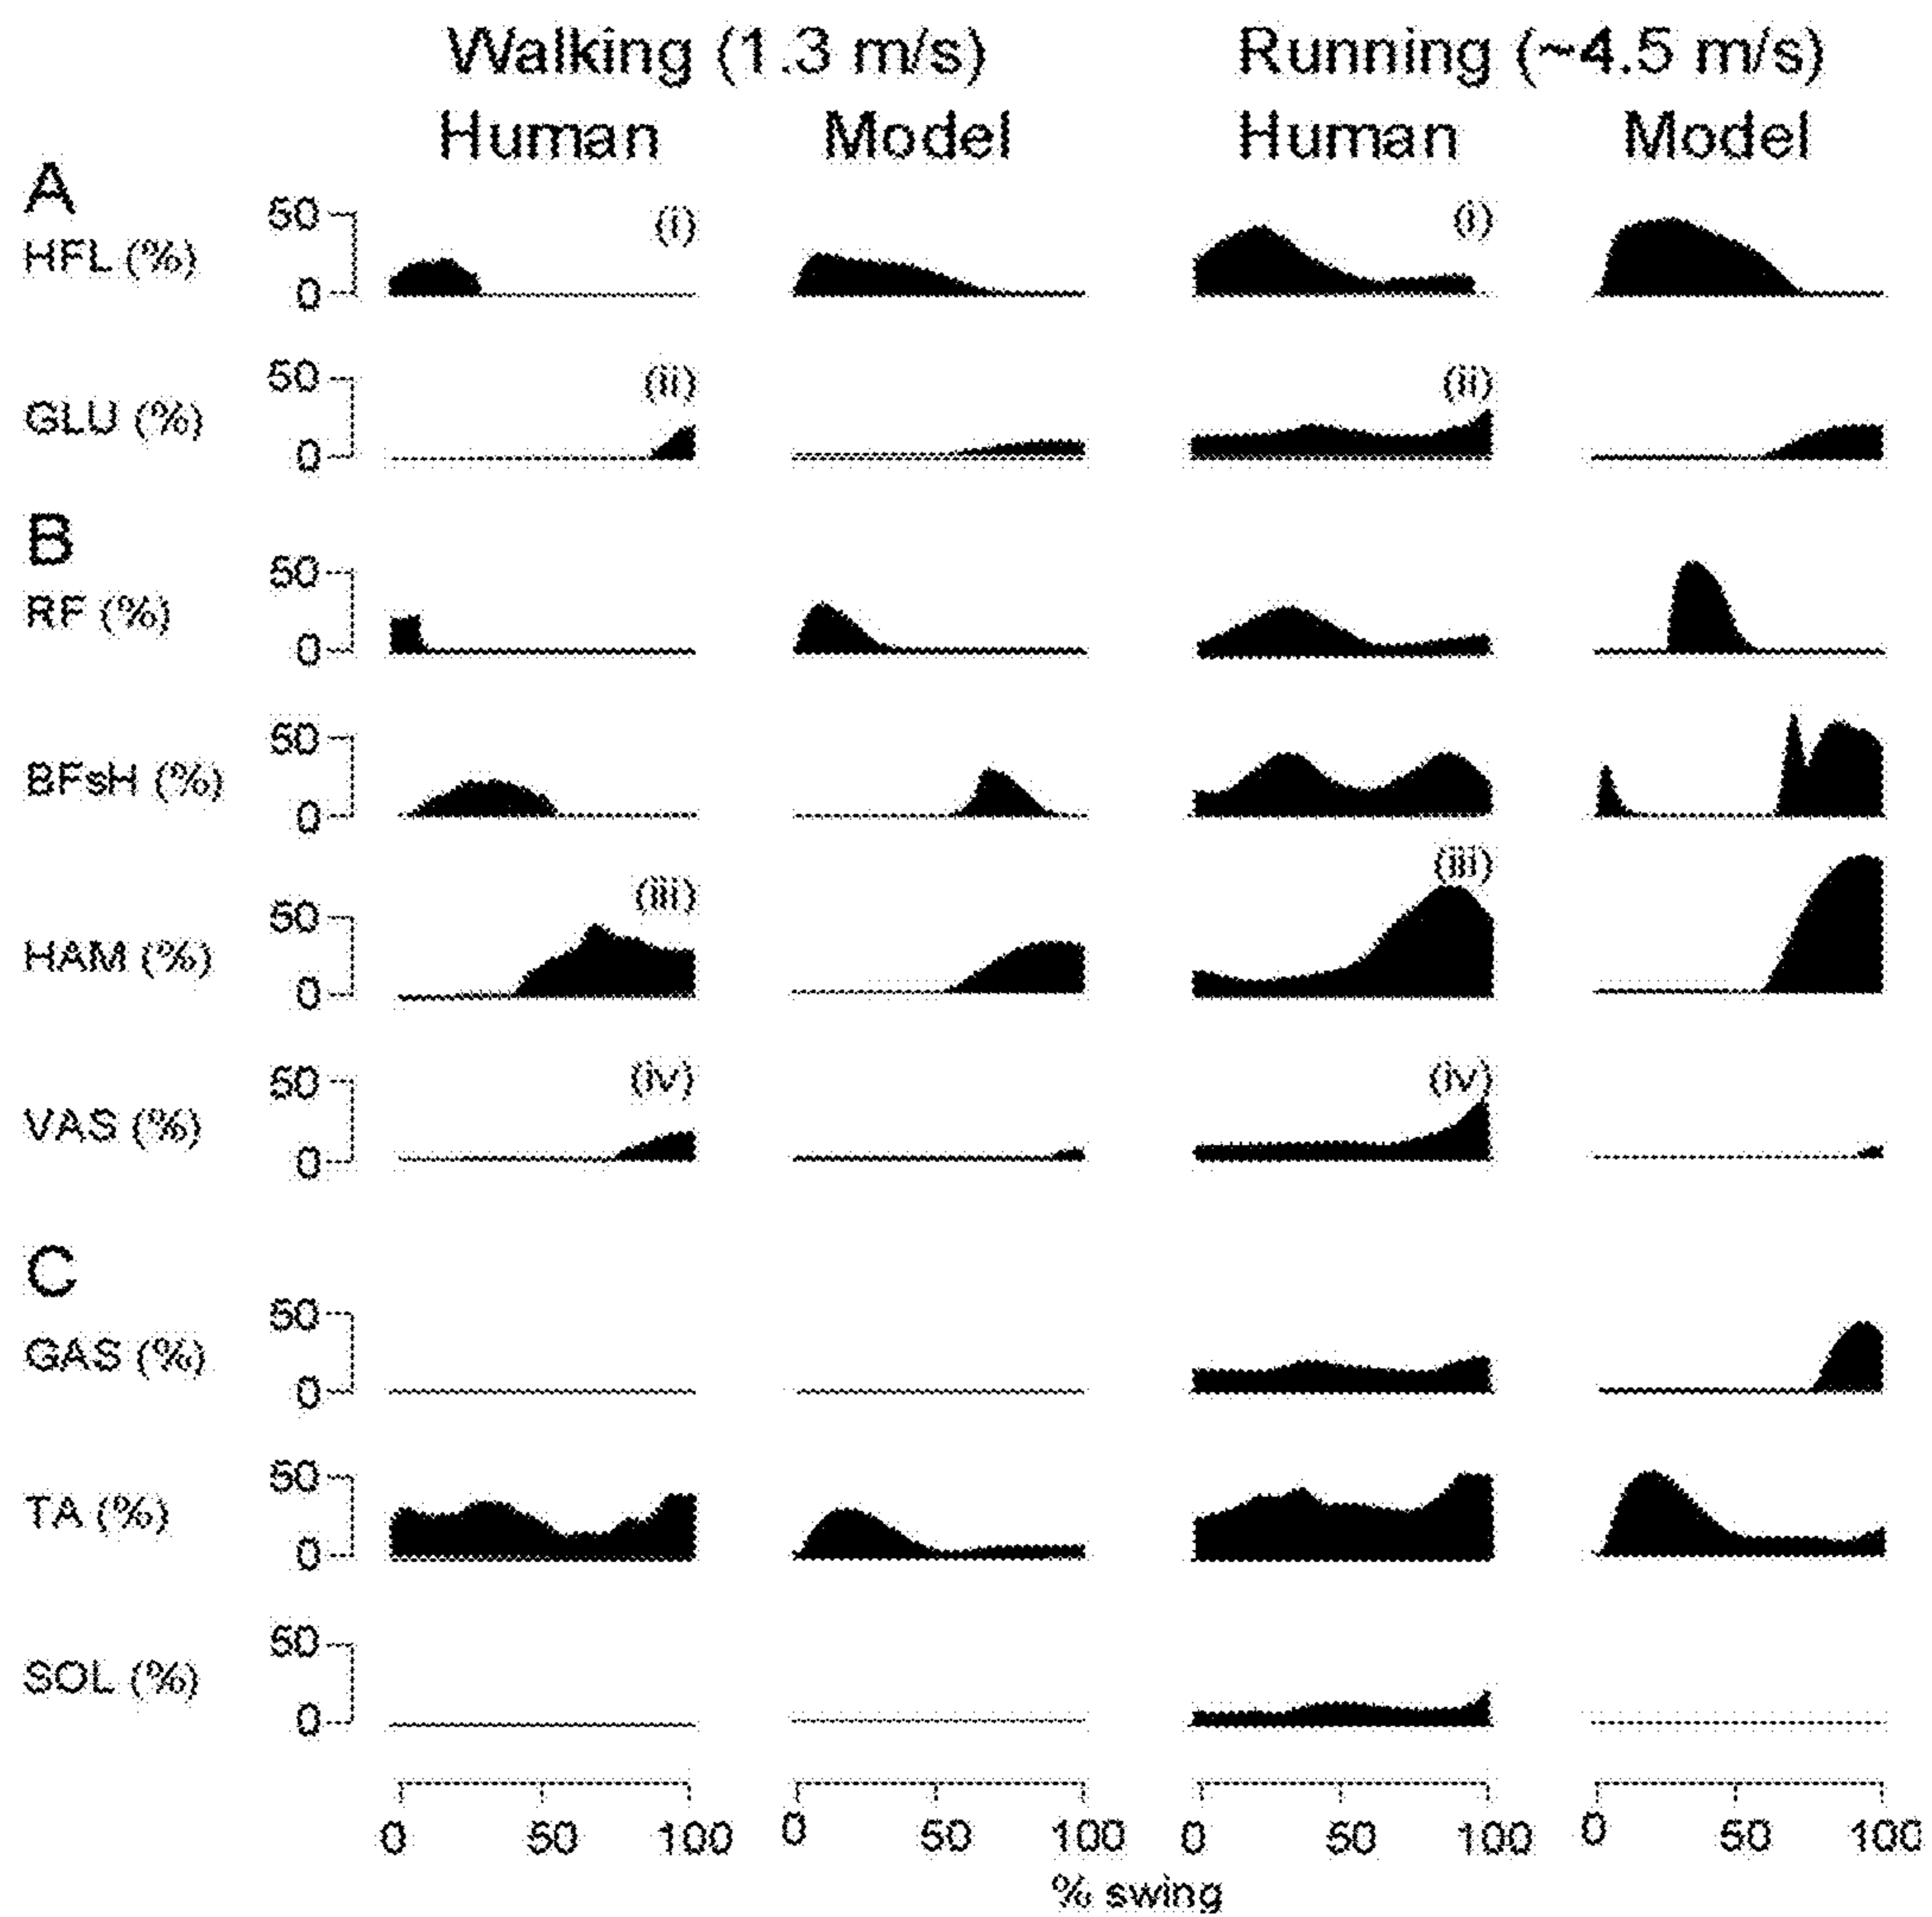 Walking (1.3 m/s) Running (~4.5 m/s)
Human Model Human Model
A
HFL (%) 50 0 (i) (i)
GLU (%) 50 0 (ii) (ii)
B
RF (%) 50 0
BFsH (%) 50 0
HAM (%) 50 0 (iii) (iii)
VAS (%) 50 0 (iv) (iv)
C
GAS (%) 50 0
TA (%) 50 0
SOL (%) 50 0
0 50 100 0 50 100 0 50 100 0 50 100
% swing